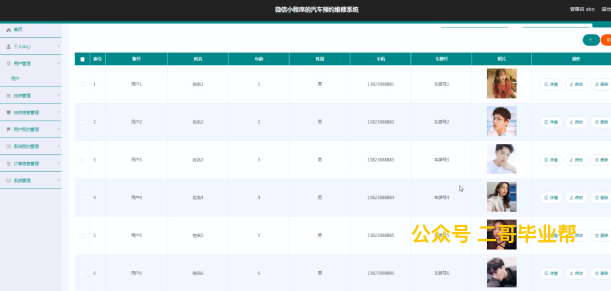 微信小程序的汽车预约维修系统
管理员 abo 退出
首页
个人中心
用户管理
用户
技师管理
技师信息管理
用户预约管理
取消预约管理
订单信息管理
系统管理
索引 账号 姓名 年龄 性别 手机 车牌号 照片 操作
1 用户1 姓名1 1 男 13823888881 车牌号1 详情 修改 删除
2 用户2 姓名2 2 男 13823888882 车牌号2 详情 修改 删除
3 用户3 姓名3 3 男 13823888883 车牌号3 详情 修改 删除
4 用户4 姓名4 4 男 13823888884 车牌号4 详情 修改 删除
5 用户5 姓名5 5 男 13823888885 车牌号5 详情 修改 删除
6 用户6 姓名6 6 男 13823888886 车牌号6 详情 修改 删除
公众号 二哥毕业帮